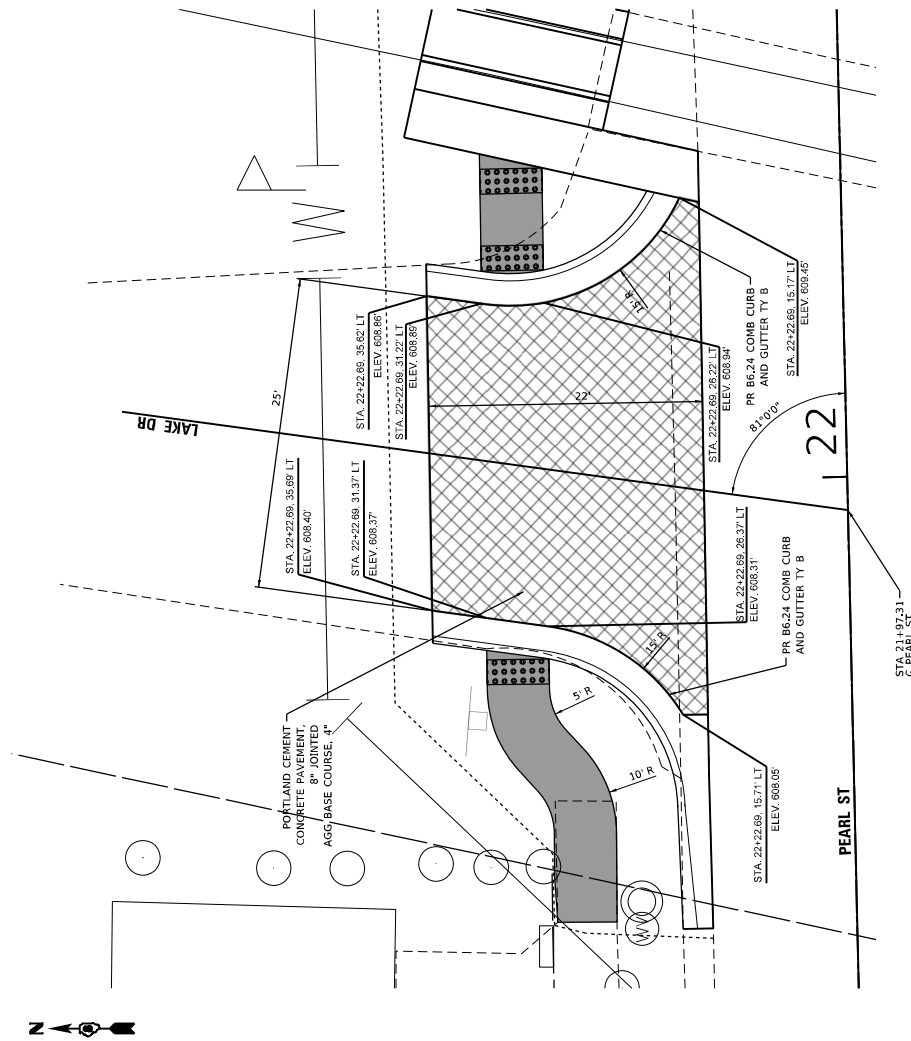 LAKE DR
25'
STA. 22+22.69, 35.62' LT
ELEV. 608.86'
STA. 22+22.69, 31.22' LT
ELEV. 608.89'
15' R
22'
STA. 22+22.69, 26.22' LT
ELEV. 608.94'
PR B6.24 COMB CURB
AND GUTTER TY B
STA. 22+22.69, 15.17' LT
ELEV. 609.45'
81°0'0"
22
STA. 22+22.69, 35.69' LT
ELEV. 608.40'
STA. 22+22.69, 31.37' LT
ELEV. 608.37'
STA. 22+22.69, 26.37' LT
ELEV. 608.31'
15' R
PR B6.24 COMB CURB
AND GUTTER TY B
STA 21+97.31
PEARL ST
5' R
10' R
PORTLAND CEMENT
CONCRETE PAVEMENT,
8" JOINTED
AGG BASE COURSE, 4"
STA. 22+22.69, 15.71' LT
ELEV. 608.05'
PEARL ST
W
N